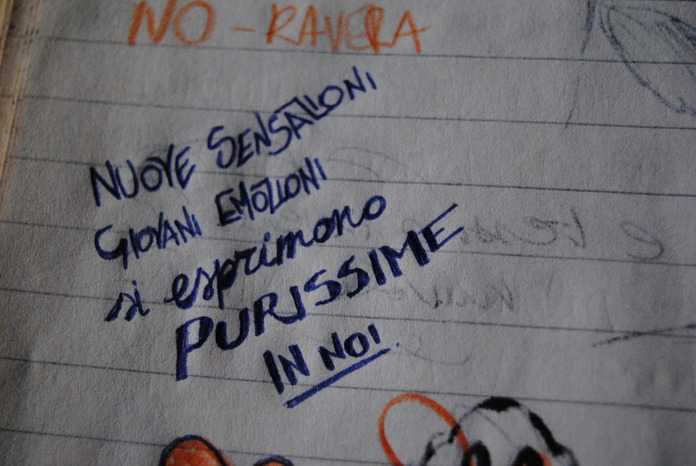 NO - RAVERA
NUOVE SENSAZIONI
GIOVANI EMOZIONI
si esprimono
PURISSIME
IN NOI.